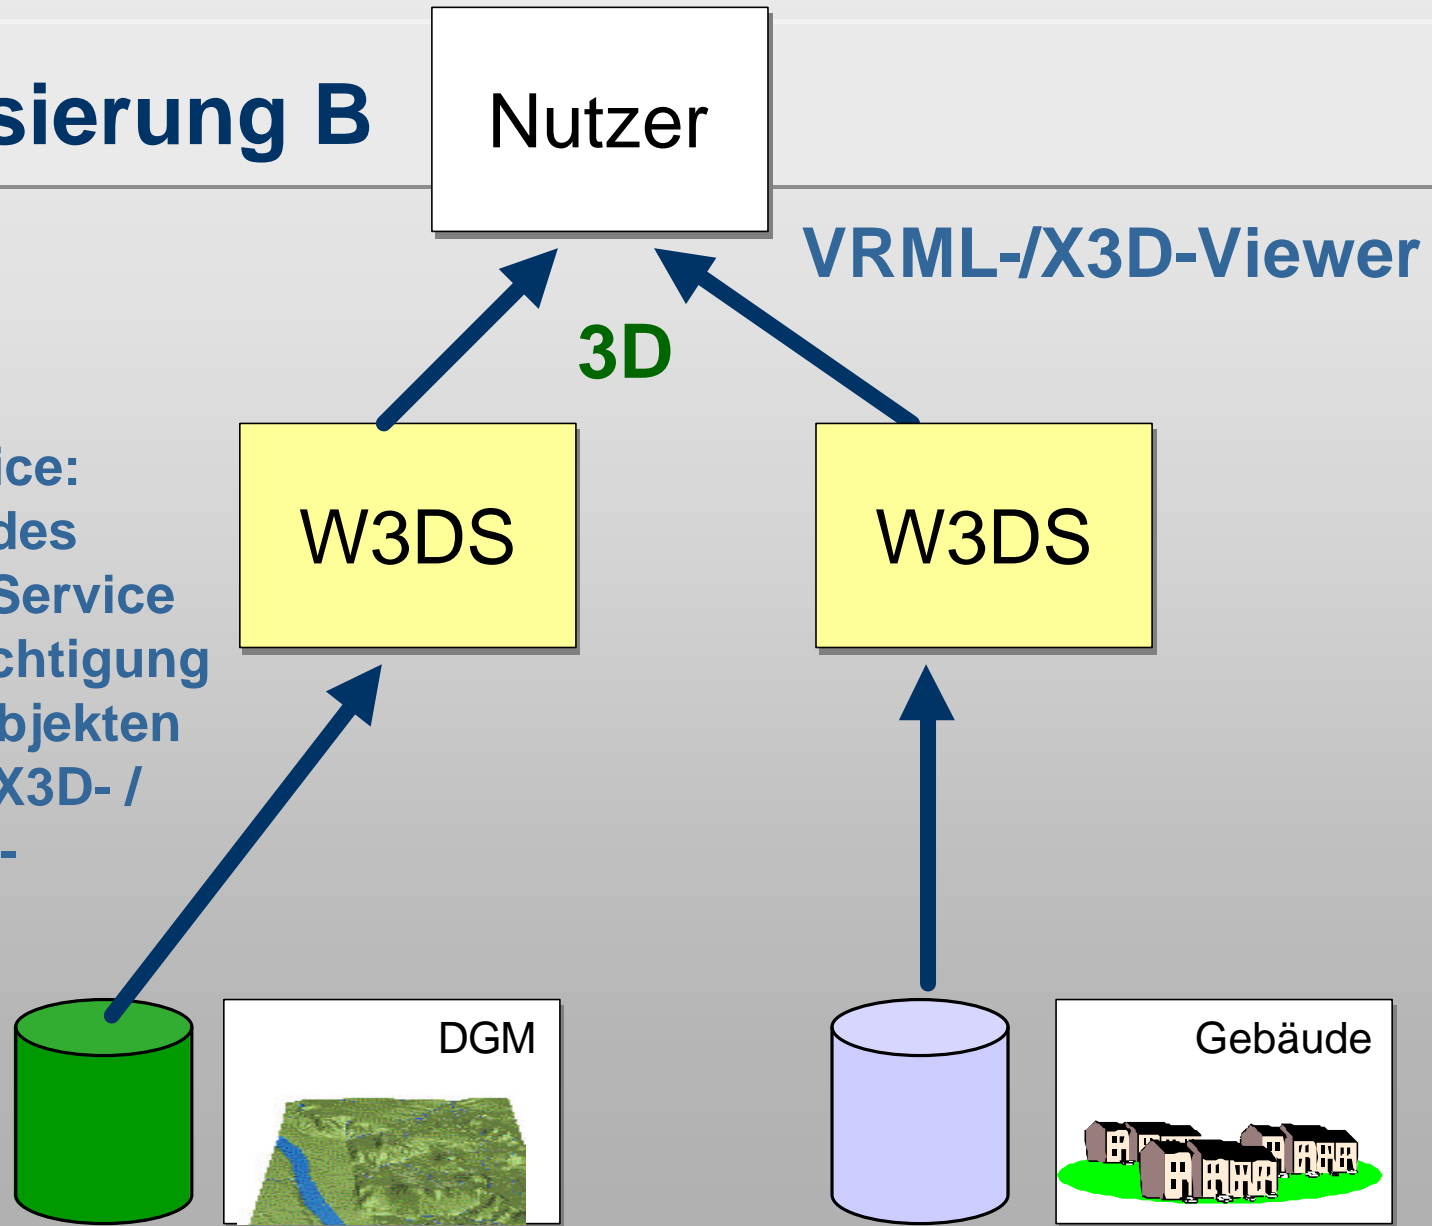 sierung B
Nutzer
VRML-/X3D-Viewer
3D
ice:
des
Service
chtigung
bjekten
X3D- /
-
W3DS
W3DS
DGM
Gebäude